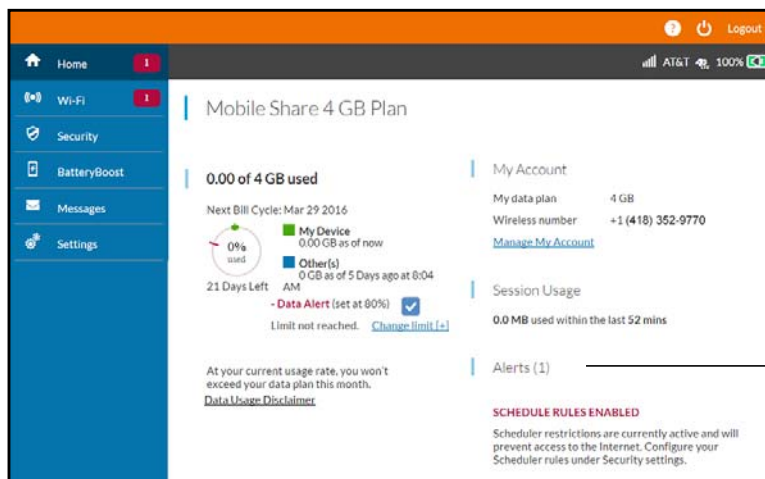 ? Logout
Home 1
AT&T 4G 100%
Wi-Fi 1
Security
BatteryBoost
Messages
Settings
Mobile Share 4 GB Plan
0.00 of 4 GB used
Next Bill Cycle: Mar 29 2016
0%
used
21 Days Left
My Device
0.00 GB as of now
Other(s)
0 GB as of 5 Days ago at 8:04
AM
- Data Alert (set at 80%)
Limit not reached. Change limit [+]
At your current usage rate, you won't
exceed your data plan this month.
Data Usage Disclaimer
My Account
My data plan 4 GB
Wireless number +1 (418) 352-9770
Manage My Account
Session Usage
0.0 MB used within the last 52 mins
Alerts (1)
SCHEDULE RULES ENABLED
Scheduler restrictions are currently active and will
prevent access to the Internet. Configure your
Scheduler rules under Security settings.